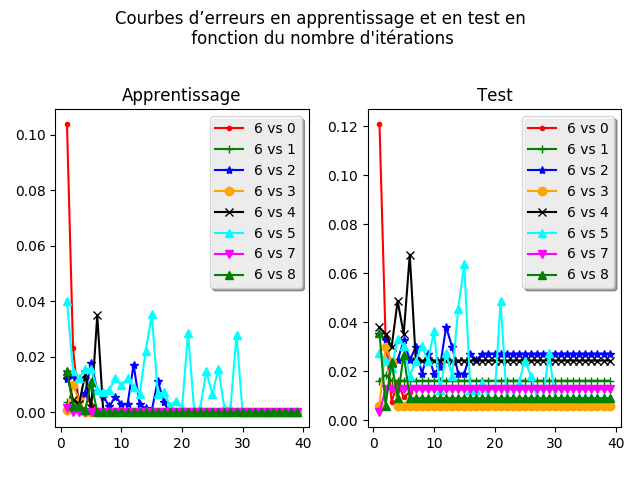 Courbes d’erreurs en apprentissage et en test en
fonction du nombre d'itérations
Apprentissage
0.10
0.08
0.06
0.04
0.02
0.00
0
10
20
30
40
6 vs 0
6 vs 1
6 vs 2
6 vs 3
6 vs 4
6 vs 5
6 vs 7
6 vs 8
Test
0.12
0.10
0.08
0.06
0.04
0.02
0.00
0
10
20
30
40
6 vs 0
6 vs 1
6 vs 2
6 vs 3
6 vs 4
6 vs 5
6 vs 7
6 vs 8